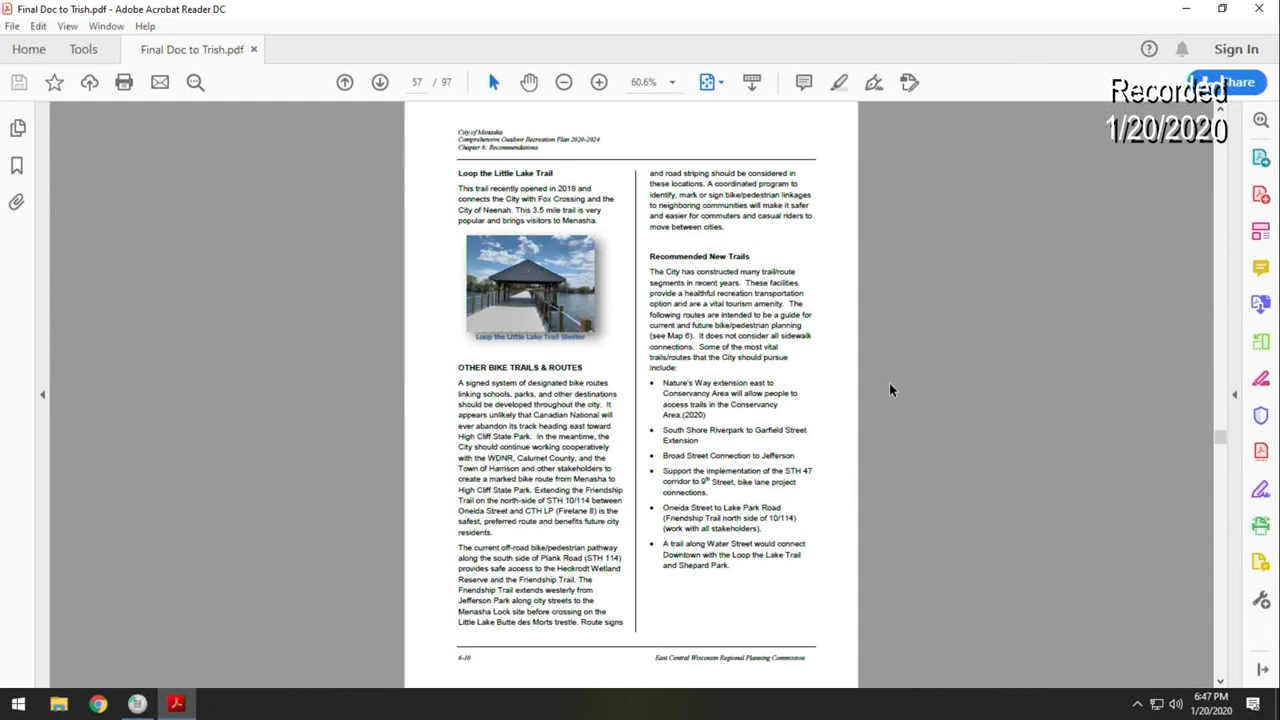 Final Doc to Trish.pdf - Adobe Acrobat Reader DC
File Edit View Window Help
Home Tools Final Doc to Trish.pdf × Sign In
57 / 97 60.6% Share
Recorded
1/20/2020
City of Menasha
Comprehensive Outdoor Recreation Plan 2020-2024
Chapter 6: Recommendations
Loop the Little Lake Trail
This trail recently opened in 2018 and
connects the City with Fox Crossing and the
City of Neenah. This 3.5 mile trail is very
popular and brings visitors to Menasha.
Loop the Little Lake Trail Shelter
OTHER BIKE TRAILS & ROUTES
A signed system of designated bike routes
linking schools, parks, and other destinations
should be developed throughout the city. It
appears unlikely that Canadian National will
ever abandon its track heading east toward
High Cliff State Park. In the meantime, the
City should continue working cooperatively
with the WDNR, Calumet County, and the
Town of Harrison and other stakeholders to
create a marked bike route from Menasha to
High Cliff State Park. Extending the Friendship
Trail on the north-side of STH 10/114 between
Oneida Street and CTH LP (Firelane 8) is the
safest, preferred route and benefits future city
residents.
The current off-road bike/pedestrian pathway
along the south side of Plank Road (STH 114)
provides safe access to the Heckrodt Wetland
Reserve and the Friendship Trail. The
Friendship Trail extends westerly from
Jefferson Park along city streets to the
Menasha Lock site before crossing on the
Little Lake Butte des Morts trestle. Route signs
and road striping should be considered in
these locations. A coordinated program to
identify, mark or sign bike/pedestrian linkages
to neighboring communities will make it safer
and easier for commuters and casual riders to
move between cities.
Recommended New Trails
The City has constructed many trail/route
segments in recent years. These facilities
provide a healthful recreation transportation
option and are a vital tourism amenity. The
following routes are intended to be a guide for
current and future bike/pedestrian planning
(see Map 6). It does not consider all sidewalk
connections. Some of the most vital
trails/routes that the City should pursue
include:
• Nature's Way extension east to
Conservancy Area will allow people to
access trails in the Conservancy
Area.(2020)
• South Shore Riverpark to Garfield Street
Extension
• Broad Street Connection to Jefferson
• Support the implementation of the STH 47
corridor to 9th Street, bike lane project
connections.
• Oneida Street to Lake Park Road
(Friendship Trail north side of 10/114)
(work with all stakeholders).
• A trail along Water Street would connect
Downtown with the Loop the Lake Trail
and Shepard Park.
6-10 East Central Wisconsin Regional Planning Commission
6:47 PM
1/20/2020